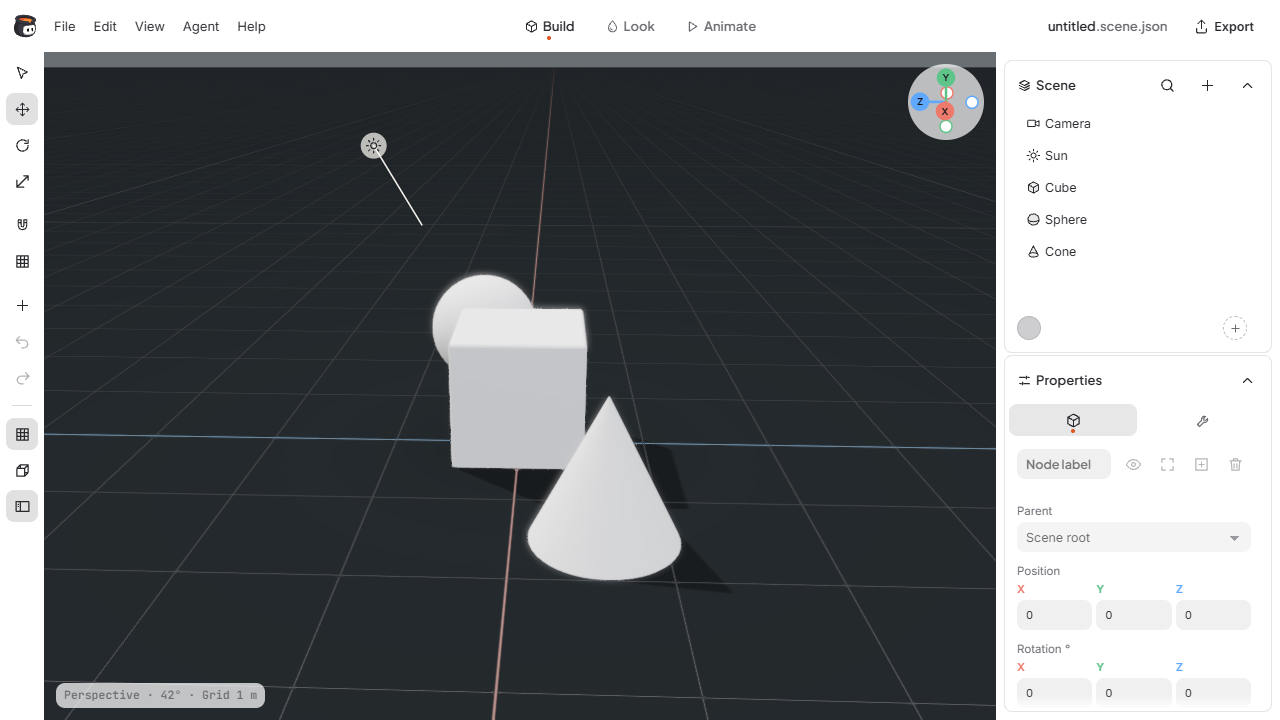 File Edit View Agent Help
Build Look Animate
untitled.scene.json Export
Scene
Camera
Sun
Cube
Sphere
Cone
Y
Z
X
Properties
Node label
Parent
Scene root
Position
X Y Z
0 0 0
Rotation °
X Y Z
0 0 0
Perspective · 42° · Grid 1 m